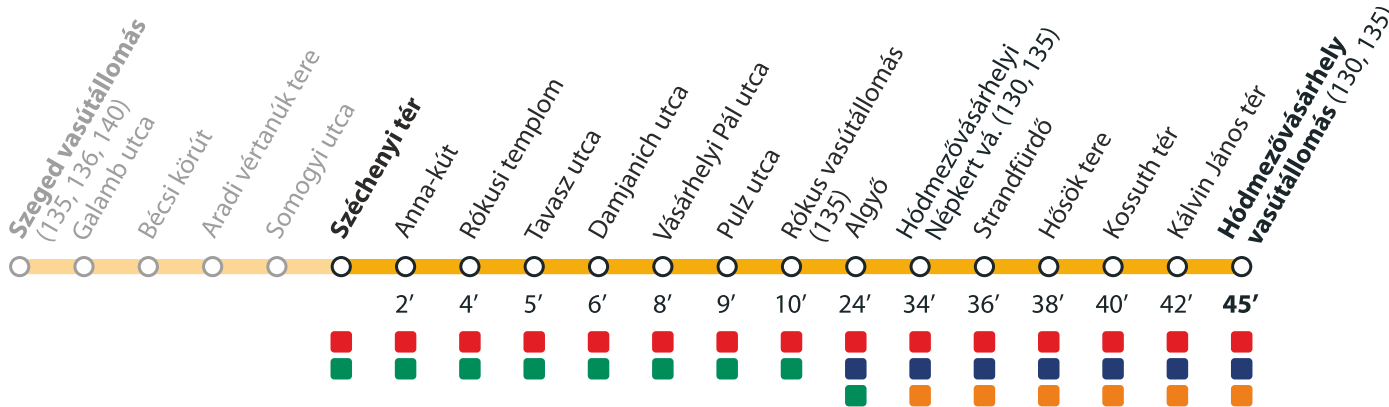 Szeged vasútállomás
(135, 136, 140)
Galamb utca
Bécsi körút
Aradi vértanúk tere
Somogyi utca
Széchenyi tér
Anna-kút
Rókusi templom
Tavasz utca
Damjanich utca
Vásárhelyi Pál utca
Pulz utca
Rókus vasútállomás
(135)
Algyő
Hódmezővásárhelyi
Népkert vá. (130, 135)
Strandfürdő
Hősök tere
Kossuth tér
Kálvin János tér
Hódmezővásárhely
vasútállomás (130, 135)
2’ 4’ 5’ 6’ 8’ 9’ 10’ 24’ 34’ 36’ 38’ 40’ 42’ 45’